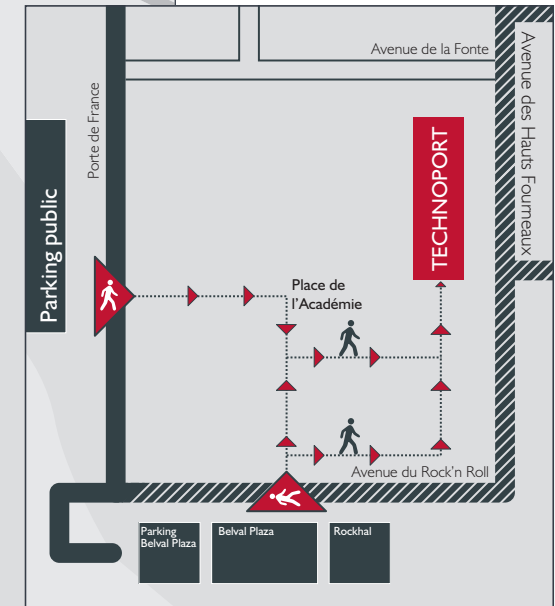 Avenue de la Fonte
Avenue des Hauts Fourneaux
Porte de France
Parking public
TECHNOPORT
Place de
l'Académie
Avenue du Rock'n Roll
Parking
Belval Plaza
Belval Plaza
Rockhal